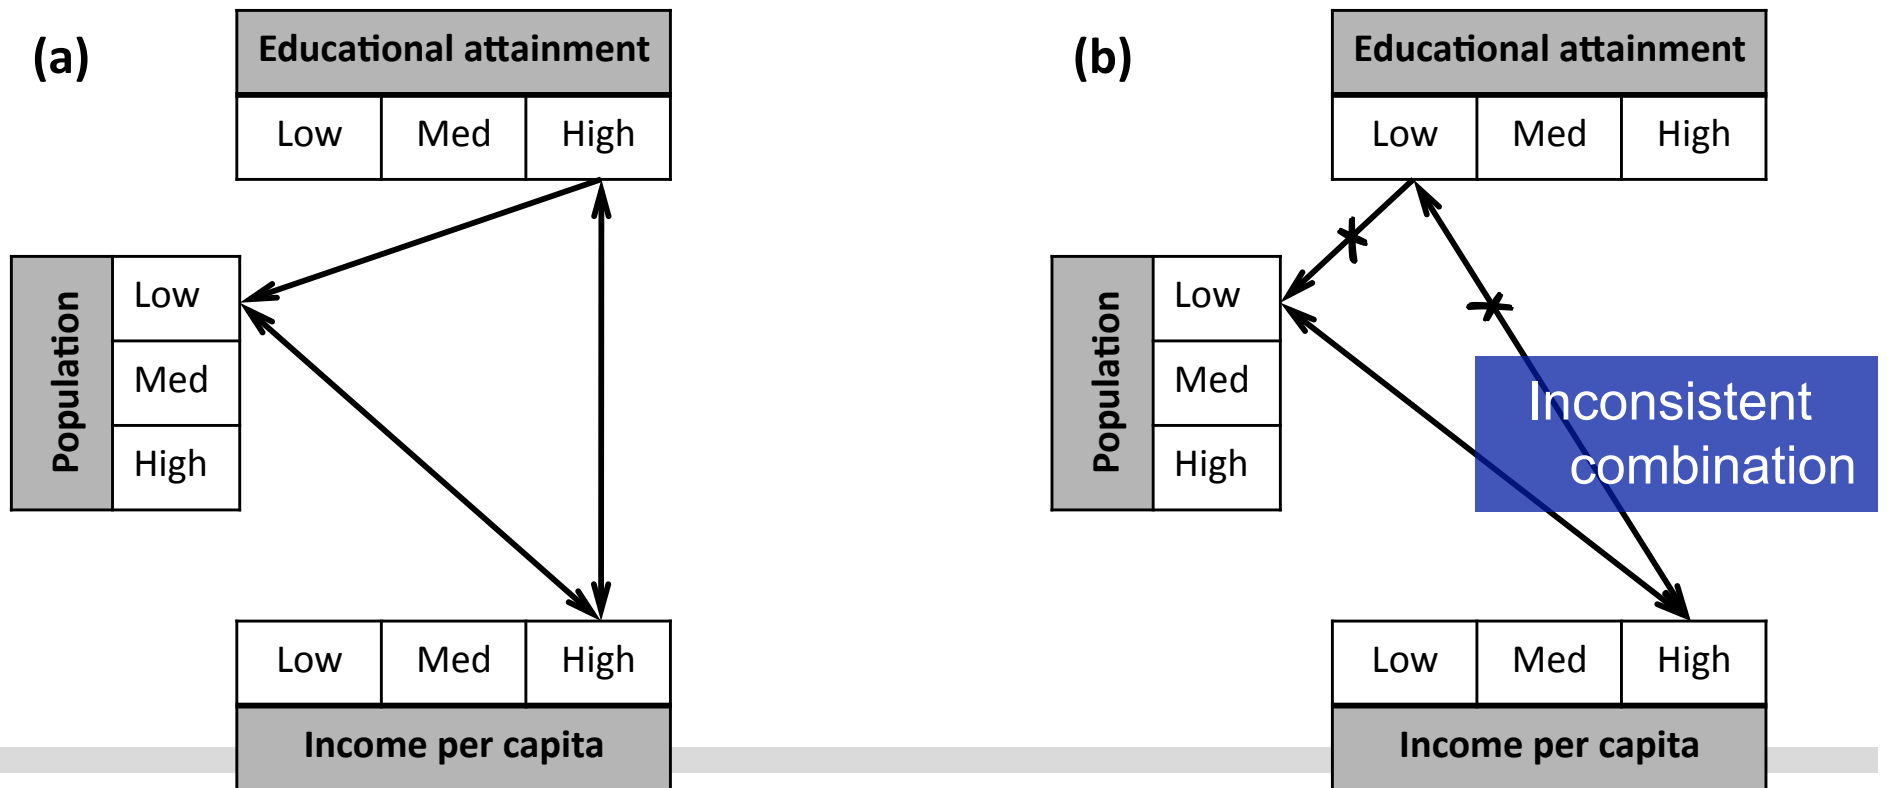 (a)
Educational attainment
Low Med High
Population
Low
Med
High
Low Med High
Income per capita
(b)
Educational attainment
Low Med High
Population
Low
Med
High
Inconsistent
combination
Low Med High
Income per capita